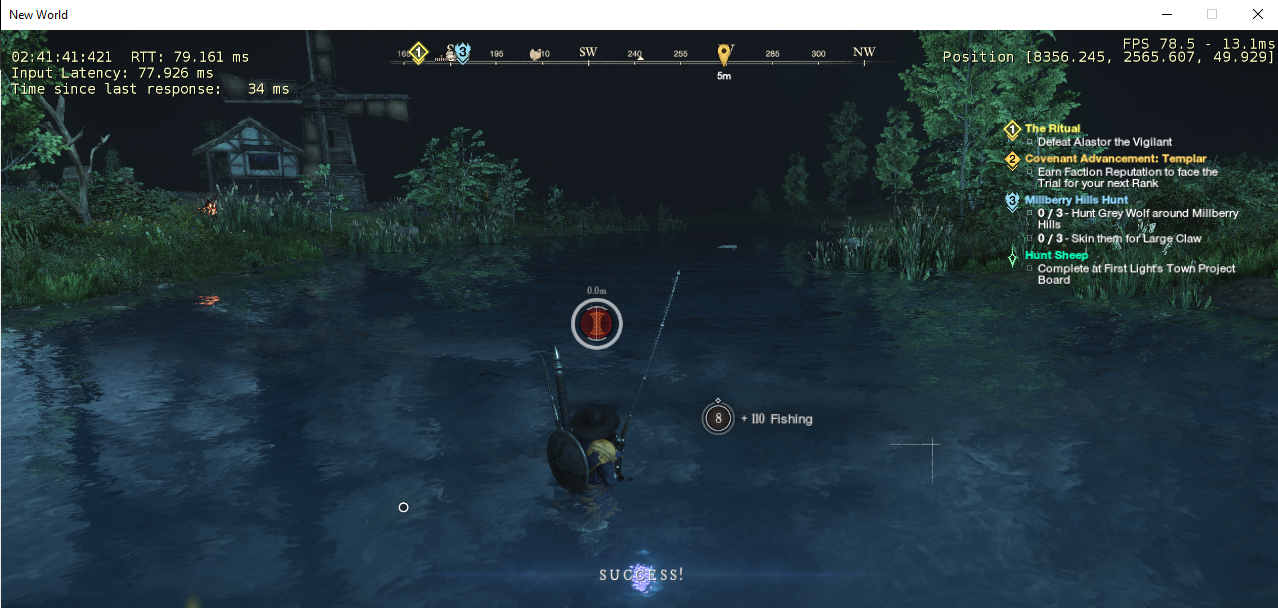 New World
02:41:41:421 RTT: 79.161 ms
Input Latency: 77.926 ms
Time since last response: 34 ms
195 SW 240 255 285 300 NW
5m
FPS 78.5 - 13.1ms
Position [8356.245, 2565.607, 49.929]
1 The Ritual
Defeat Alastor the Vigilant
2 Covenant Advancement: Templar
Earn Faction Reputation to face the
Trial for your next Rank
3 Millberry Hills Hunt
0 / 3 - Hunt Grey Wolf around Millberry
Hills
0 / 3 - Skin them for Large Claw
Hunt Sheep
Complete at First Light's Town Project
Board
0.0m
8 + 110 Fishing
SUCCESS!